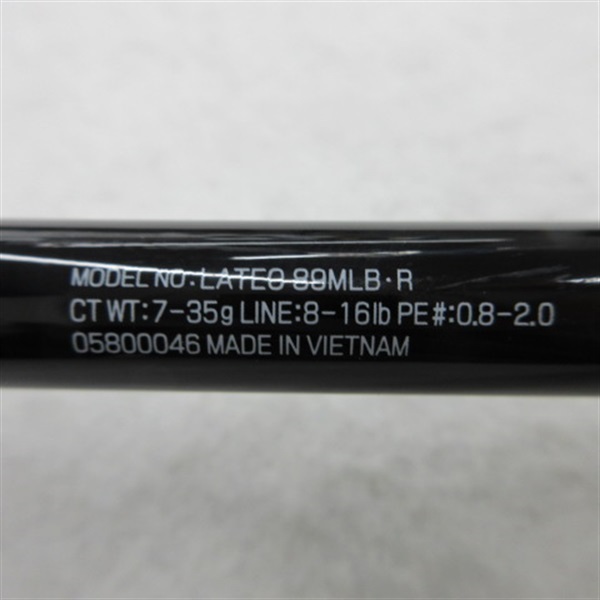 MODEL NO:LATEO 89MLB·R
CT WT:7-35g LINE:8-16lb PE#:0.8-2.0
05800046 MADE IN VIETNAM